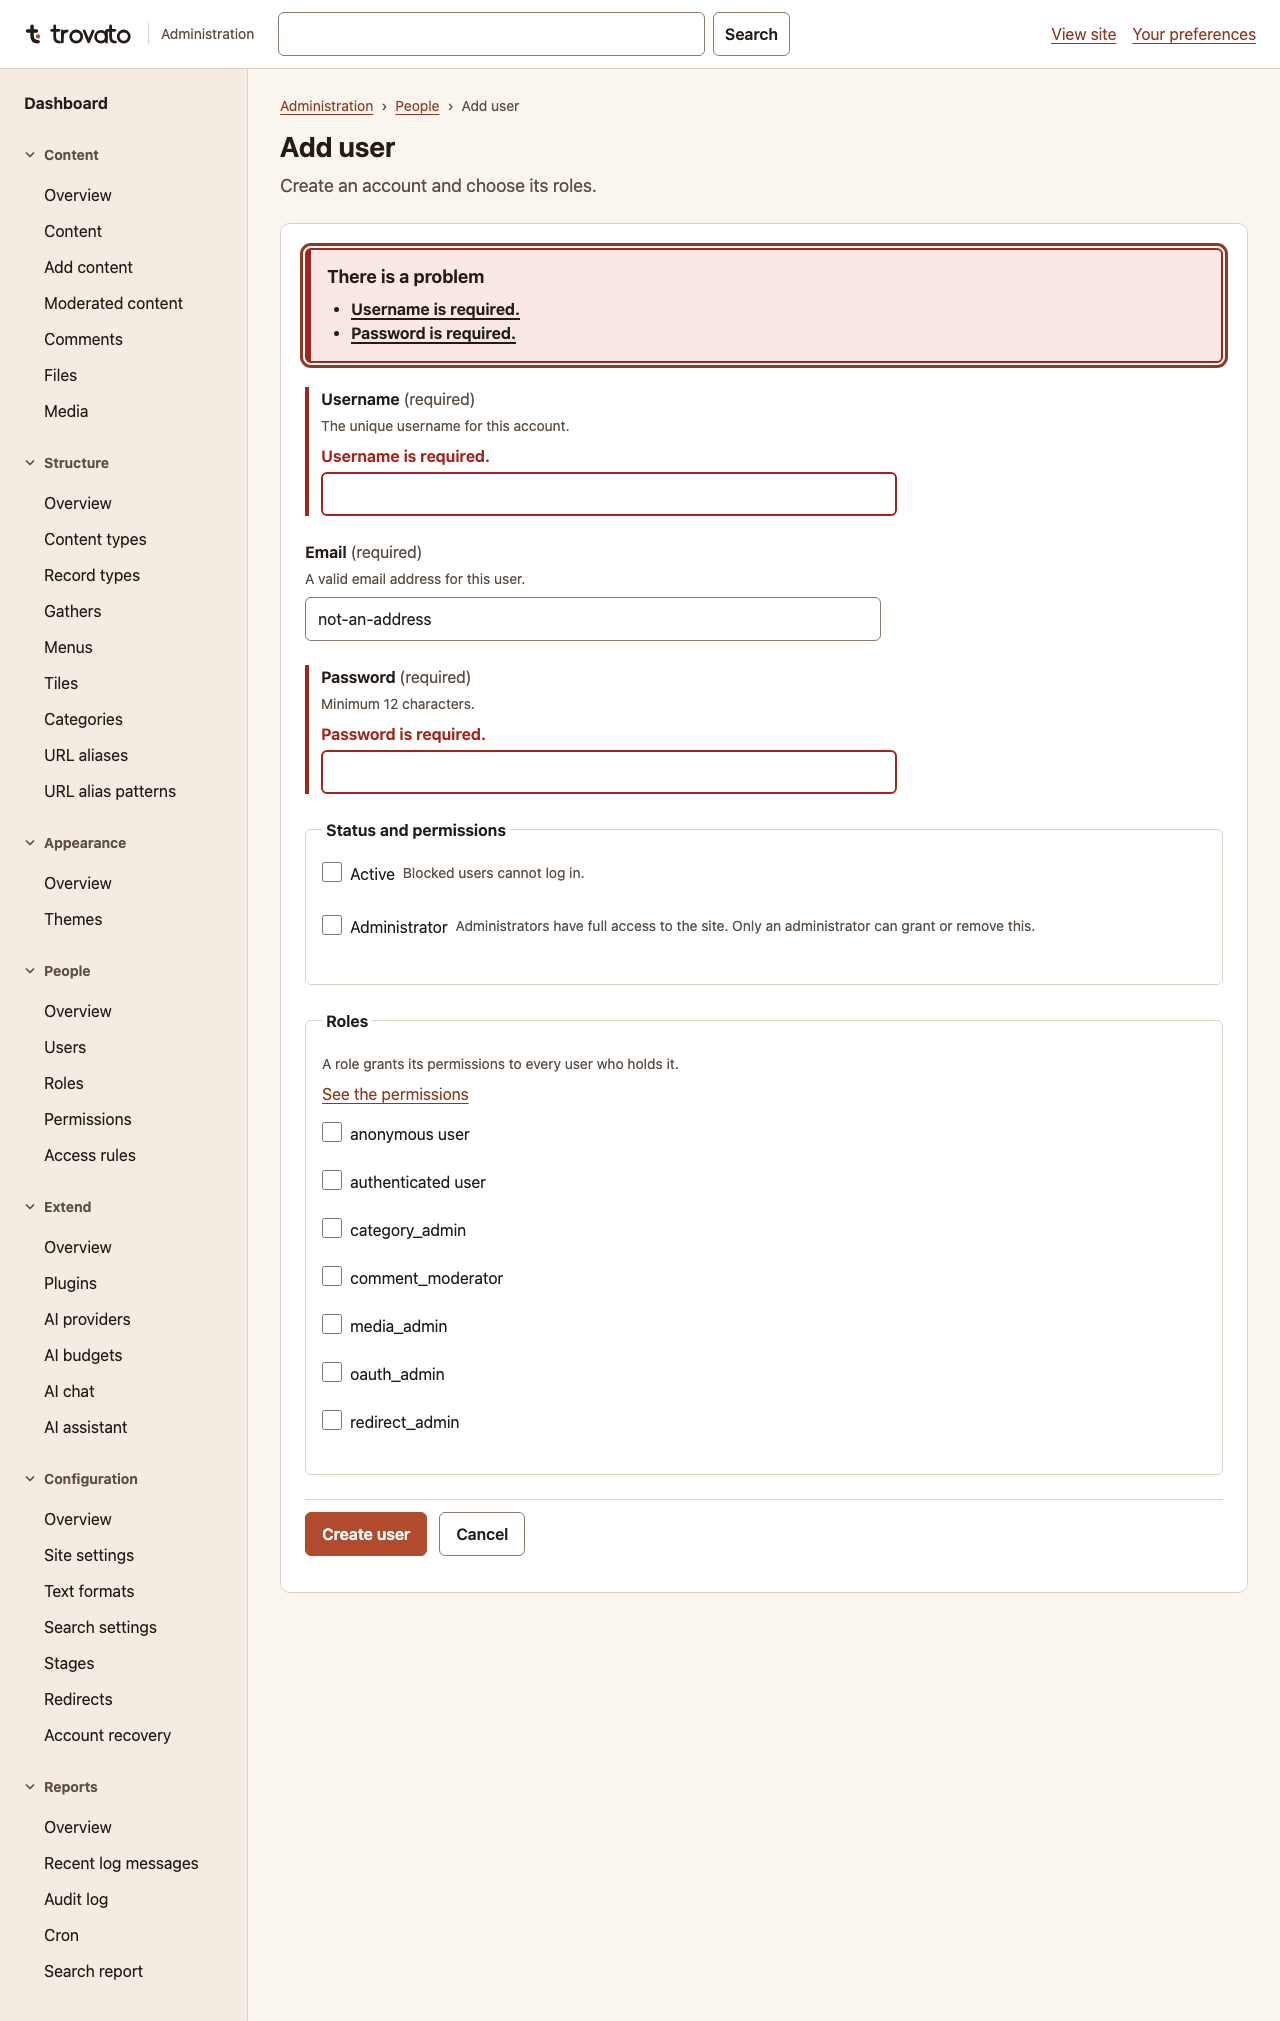 trovato
Administration
Search
View site
Your preferences
Dashboard
Content
Overview
Content
Add content
Moderated content
Comments
Files
Media
Structure
Overview
Content types
Record types
Gathers
Menus
Tiles
Categories
URL aliases
URL alias patterns
Appearance
Overview
Themes
People
Overview
Users
Roles
Permissions
Access rules
Extend
Overview
Plugins
AI providers
AI budgets
AI chat
AI assistant
Configuration
Overview
Site settings
Text formats
Search settings
Stages
Redirects
Account recovery
Reports
Overview
Recent log messages
Audit log
Cron
Search report
Administration › People › Add user
Add user
Create an account and choose its roles.
There is a problem
• Username is required.
• Password is required.
Username (required)
The unique username for this account.
Username is required.
Email (required)
A valid email address for this user.
not-an-address
Password (required)
Minimum 12 characters.
Password is required.
Status and permissions
Active Blocked users cannot log in.
Administrator Administrators have full access to the site. Only an administrator can grant or remove this.
Roles
A role grants its permissions to every user who holds it.
See the permissions
anonymous user
authenticated user
category_admin
comment_moderator
media_admin
oauth_admin
redirect_admin
Create user
Cancel